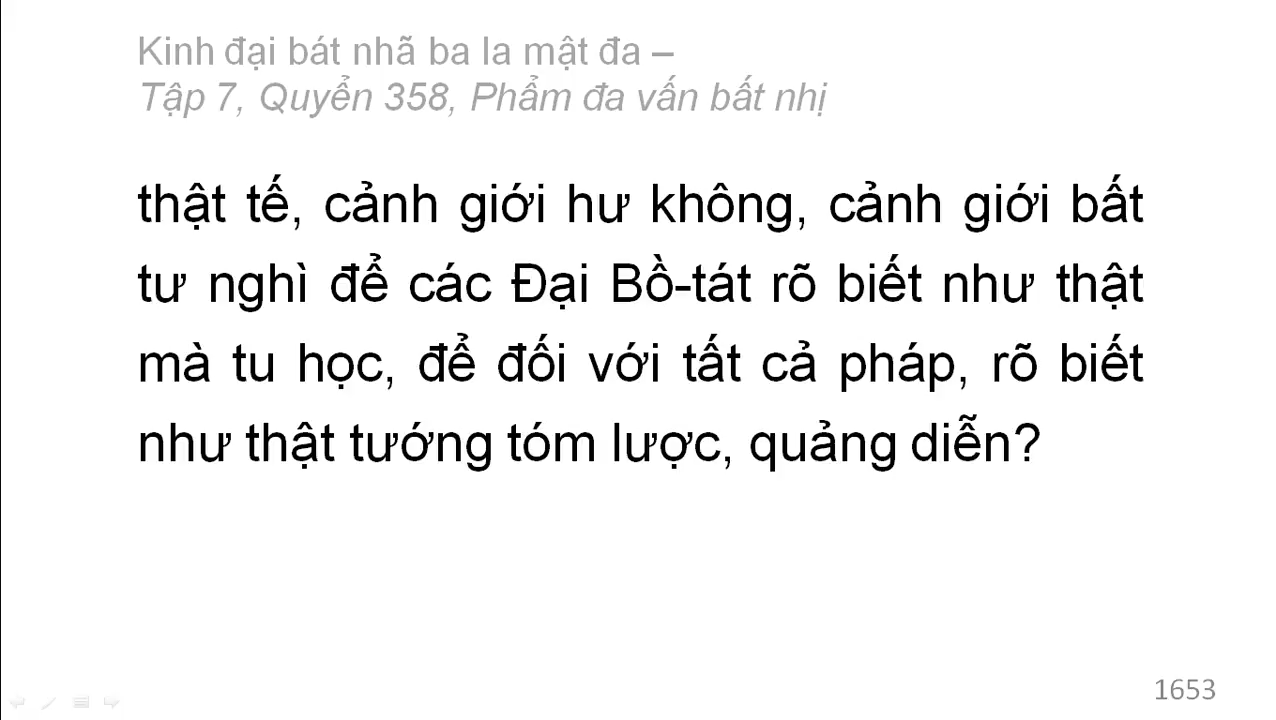 Kinh đại bát nhã ba la mật đa –
Tập 7, Quyển 358, Phẩm đa vấn bất nhị
thật tế, cảnh giới hư không, cảnh giới bất
tư nghì để các Đại Bồ-tát rõ biết như thật
mà tu học, để đối với tất cả pháp, rõ biết
như thật tướng tóm lược, quảng diễn?
1653